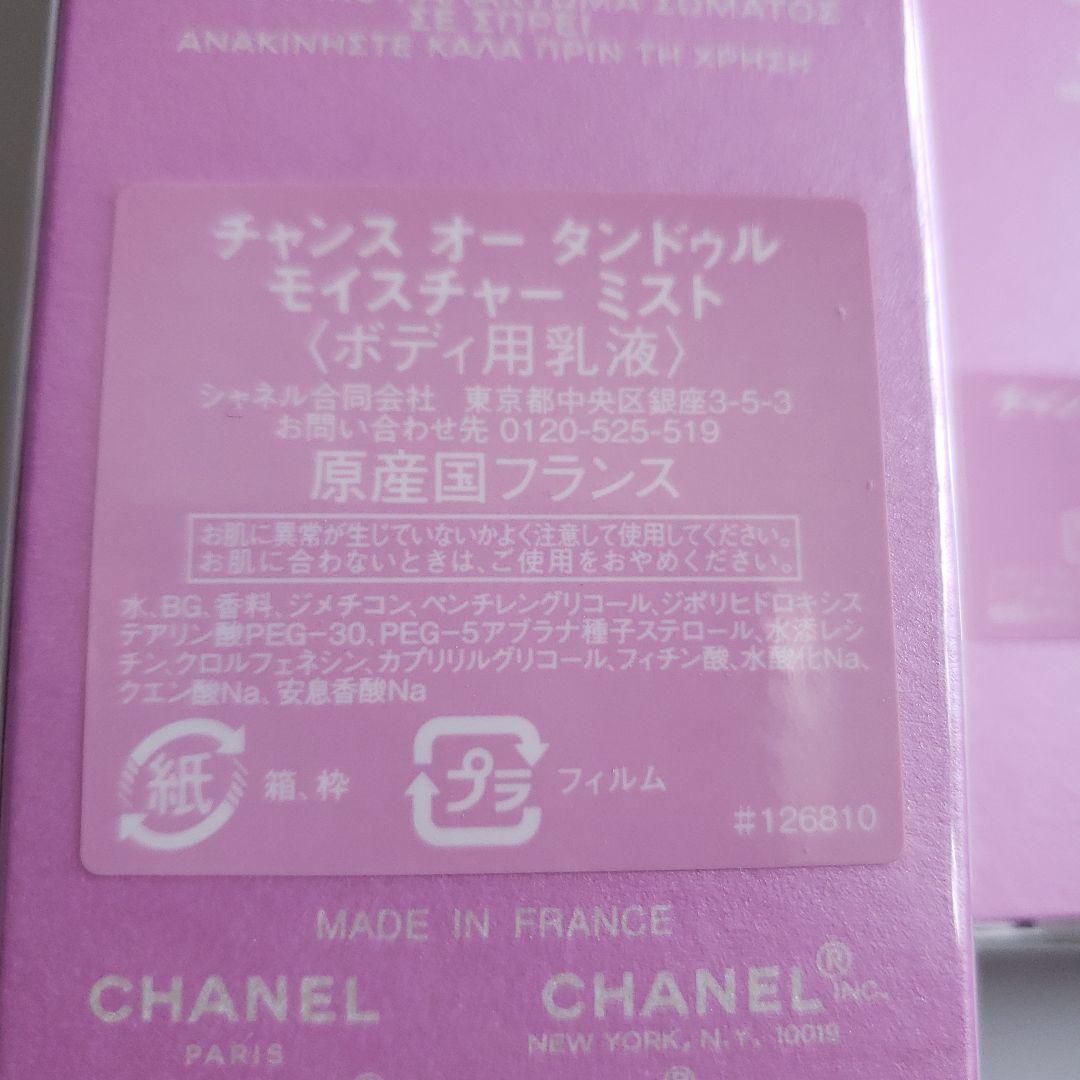 ΣΩΜΑΤΟΣ
ΣΕ ΣΠΡΕΪ
ΑΝΑΚΙΝΗΣΤΕ ΚΑΛΑ ΠΡΙΝ ΤΗ ΧΡΗΣΗ
チャンス オー タンドゥル
モイスチャー ミスト
〈ボディ用乳液〉
シャネル合同会社 東京都中央区銀座3-5-3
お問い合わせ先 0120-525-519
原産国フランス
お肌に異常が生じていないかよく注意して使用してください。
お肌に合わないときは、ご使用をおやめください。
水、BG、香料、ジメチコン、ペンチレングリコール、ジポリヒドロキシス
テアリン酸PEG-30、PEG-5アブラナ種子ステロール、水添レシ
チン、クロルフェネシン、カプリリルグリコール、フィチン酸、水酸化Na、
クエン酸Na、安息香酸Na
紙 箱、枠 プラ フィルム
#126810
MADE IN FRANCE
CHANEL CHANEL® INC.
PARIS NEW YORK, N.Y. 10019